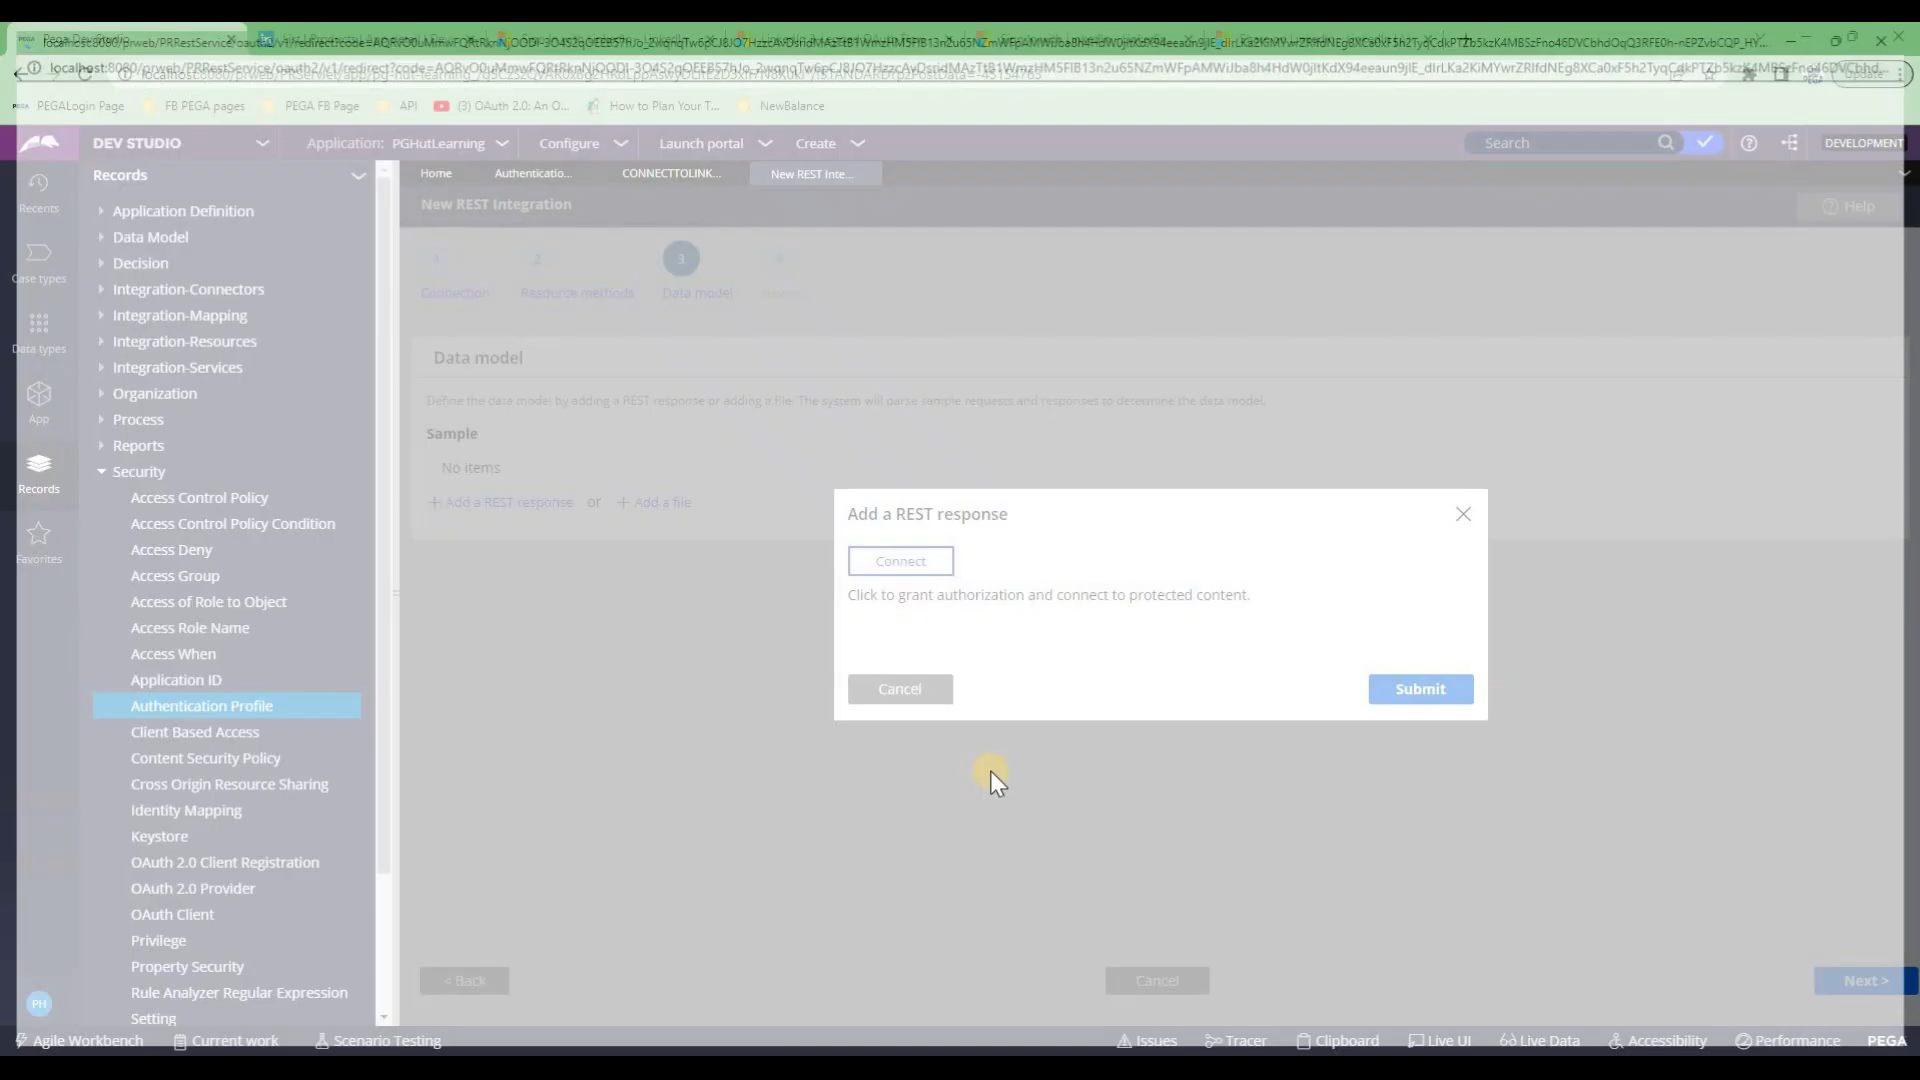 PEGALogin Page FB PEGA pages FB PEGA Page API (3) OAuth 2.0: An O... How to Plan Your T... NewBalance
DEV STUDIO Application: PGHutLearning Configure Launch portal Create Search DEVELOPMENT
Records
Home Authenticatio... CONNECTTOLINK... New REST Inte...
New REST Integration
Help
Recents
Case types
Data types
App
Records
Favorites
PH
Application Definition
Data Model
Decision
Integration-Connectors
Integration-Mapping
Integration-Resources
Integration-Services
Organization
Process
Reports
Security
Access Control Policy
Access Control Policy Condition
Access Deny
Access Group
Access of Role to Object
Access Role Name
Access When
Application ID
Authentication Profile
Client Based Access
Content Security Policy
Cross Origin Resource Sharing
Identity Mapping
Keystore
OAuth 2.0 Client Registration
OAuth 2.0 Provider
OAuth Client
Privilege
Property Security
Rule Analyzer Regular Expression
Setting
1 2 3
Connection Resource methods Data model
Data model
Define the data model by adding a REST response or adding a file. The system will parse sample requests and responses to determine the data model.
Sample
No items
+ Add a REST response or + Add a file
Add a REST response
Connect
Click to grant authorization and connect to protected content.
Cancel Submit
< Back Cancel Next >
Agile Workbench Current work Scenario Testing Issues Tracer Clipboard Live UI Live Data Accessibility Performance PEGA